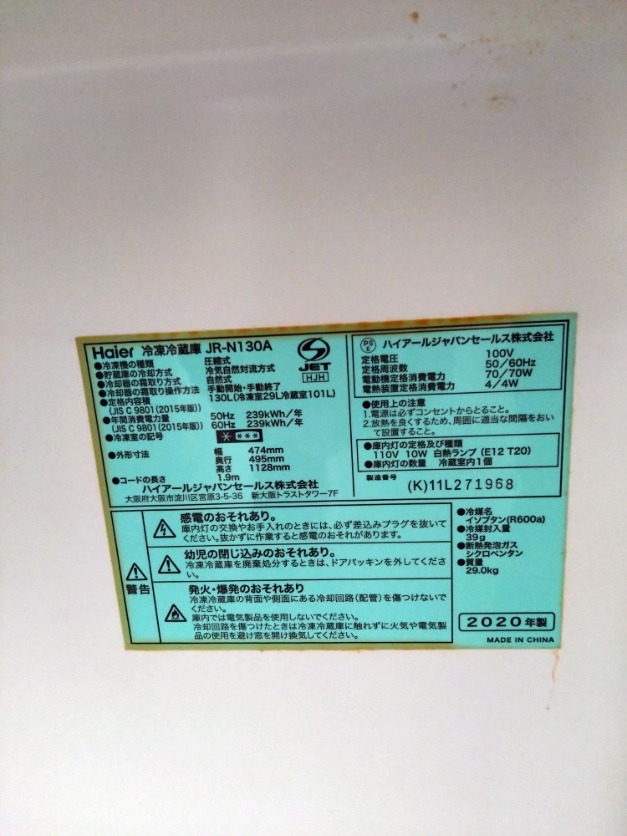 Haier 冷凍冷蔵庫 JR-N130A
●冷凍機の種類 圧縮式
●貯蔵室の冷却方式 冷気自然対流方式
●冷却器の霜取り方式 自然式
●冷却器の霜取り操作方法 手動開始・手動終了
●定格内容積 130L(冷凍室29L冷蔵室101L)
(JIS C 9801(2015年版))
●年間消費電力量 50Hz 239kWh/年
(JIS C 9801(2015年版)) 60Hz 239kWh/年
●冷凍室の記号
●外形寸法 幅 474mm
奥行 495mm
高さ 1128mm
●コードの長さ 1.9m
ハイアールジャパンセールス株式会社
大阪府大阪市淀川区宮原3-5-36 新大阪トラストタワー7F
S
JET
HJH
PS
E
ハイアールジャパンセールス株式会社
定格電圧 100V
定格周波数 50/60Hz
電動機定格消費電力 70/70W
電熱装置定格消費電力 4/4W
●使用上の注意
1.電源は必ずコンセントからとること。
2.放熱を良くするため、周囲に適当な間隔をおい
て設置すること。
●庫内灯の定格及び種類
110V 10W 白熱ランプ(E12 T20)
●庫内灯の数量 冷蔵室内1個
製造番号 (K)11L271968
警告
感電のおそれあり。
庫内灯の交換やお手入れのときには、必ず差込みプラグを抜いて
ください。抜かずに作業すると感電のおそれがあります。
幼児の閉じ込みのおそれあり。
冷凍冷蔵庫を廃棄処分するときは、ドアパッキンを外してくださ
い。
発火・爆発のおそれあり
冷凍冷蔵庫の背面や側面にある冷却回路(配管)を傷つけないで
ください。
庫内では電気製品を使用しないでください。
冷却回路を傷つけたときは冷凍冷蔵庫に触れずに火気や電気製
品の使用を避け窓を開け換気してください。
●冷媒名
イソブタン(R600a)
●冷媒封入量
39g
●断熱発泡ガス
シクロペンタン
●質量
29.0kg
2020年製
MADE IN CHINA